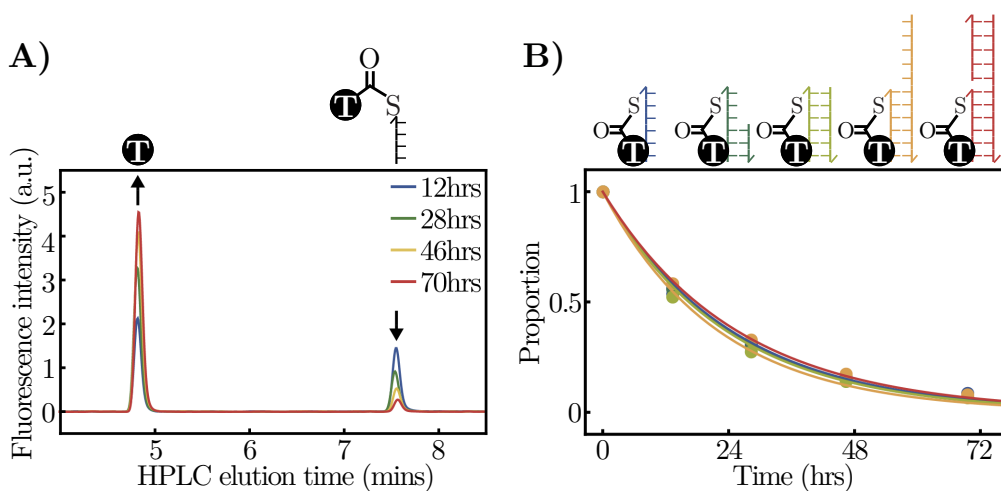 A)
O
T
S
T
Fluorescence intensity (a.u.)
5
4
3
2
1
0
12hrs
28hrs
46hrs
70hrs
5
6
7
8
HPLC elution time (mins)
B)
S
S
S
S
S
O
O
O
O
O
T
T
T
T
T
Proportion
1
0.5
0
0
24
48
72
Time (hrs)